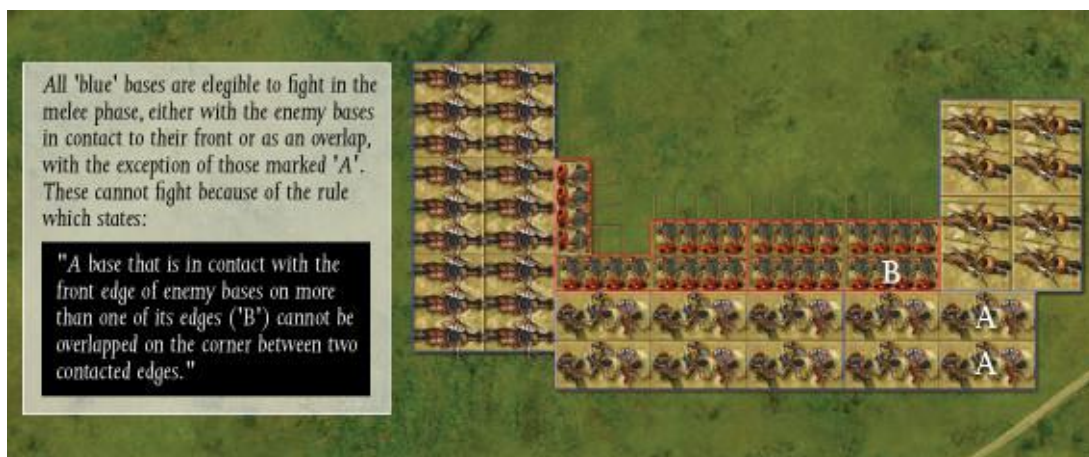 All 'blue' bases are elegible to fight in the
melee phase, either with the enemy bases
in contact to their front or as an overlap,
with the exception of those marked 'A'.
These cannot fight because of the rule
which states:
"A base that is in contact with the
front edge of enemy bases on more
than one of its edges ('B') cannot be
overlapped on the corner between two
contacted edges."
B
A
A